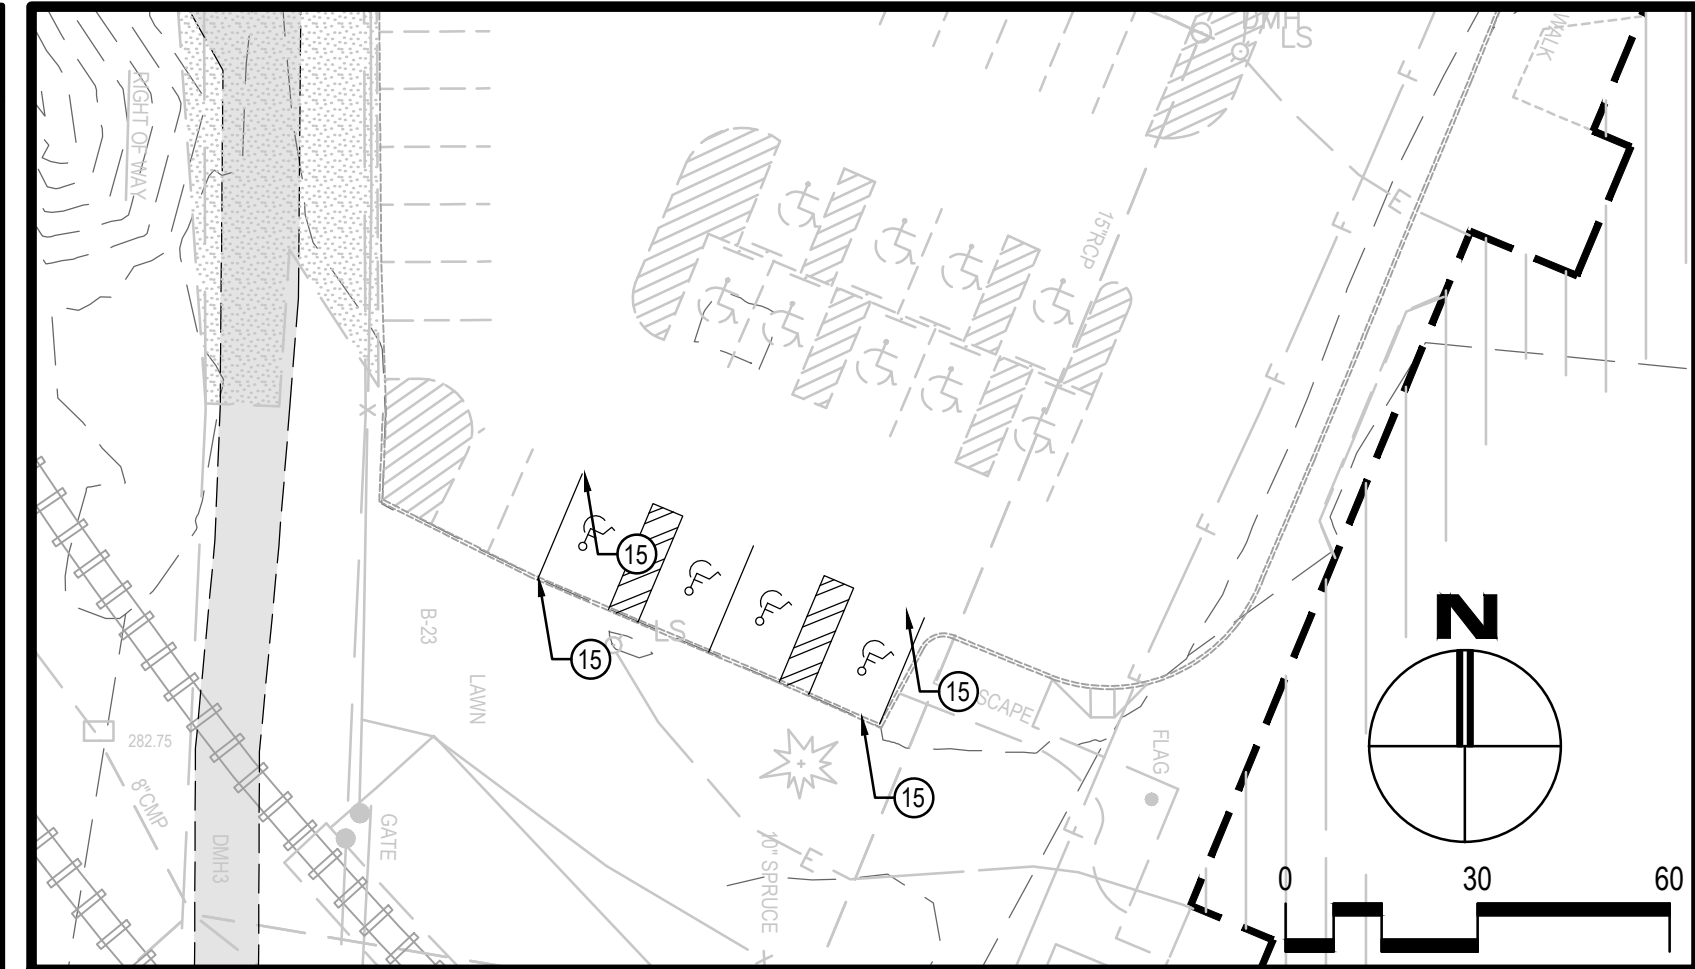 DMH
LS
WALK
RIGHT OF WAY
F
F
E
15"RCP
F
X
F
15
15
LS
B-23
LAWN
15
SCAPE
F
N
282.75
8"CMP
FLAG
15
GATE
DMH3
10" SPRUCE
E
F
0 30 60
X